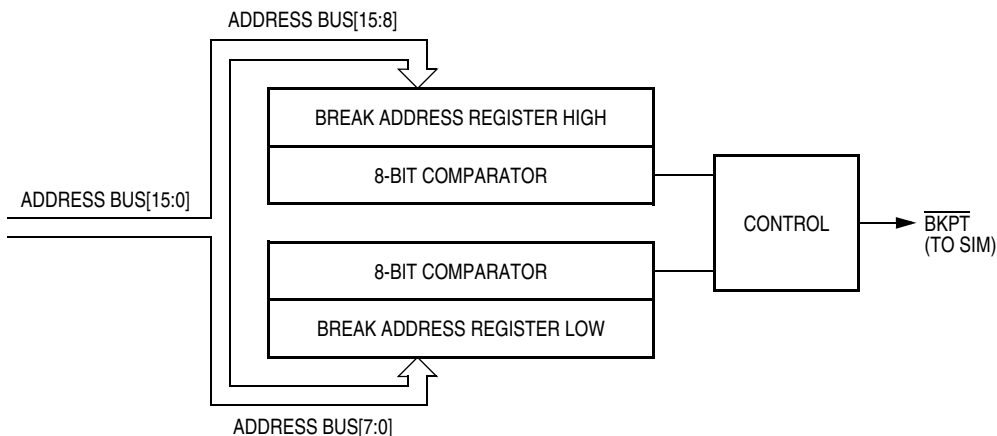 ADDRESS BUS[15:8]
BREAK ADDRESS REGISTER HIGH
8-BIT COMPARATOR
ADDRESS BUS[15:0]
CONTROL
BKPT
(TO SIM)
8-BIT COMPARATOR
BREAK ADDRESS REGISTER LOW
ADDRESS BUS[7:0]